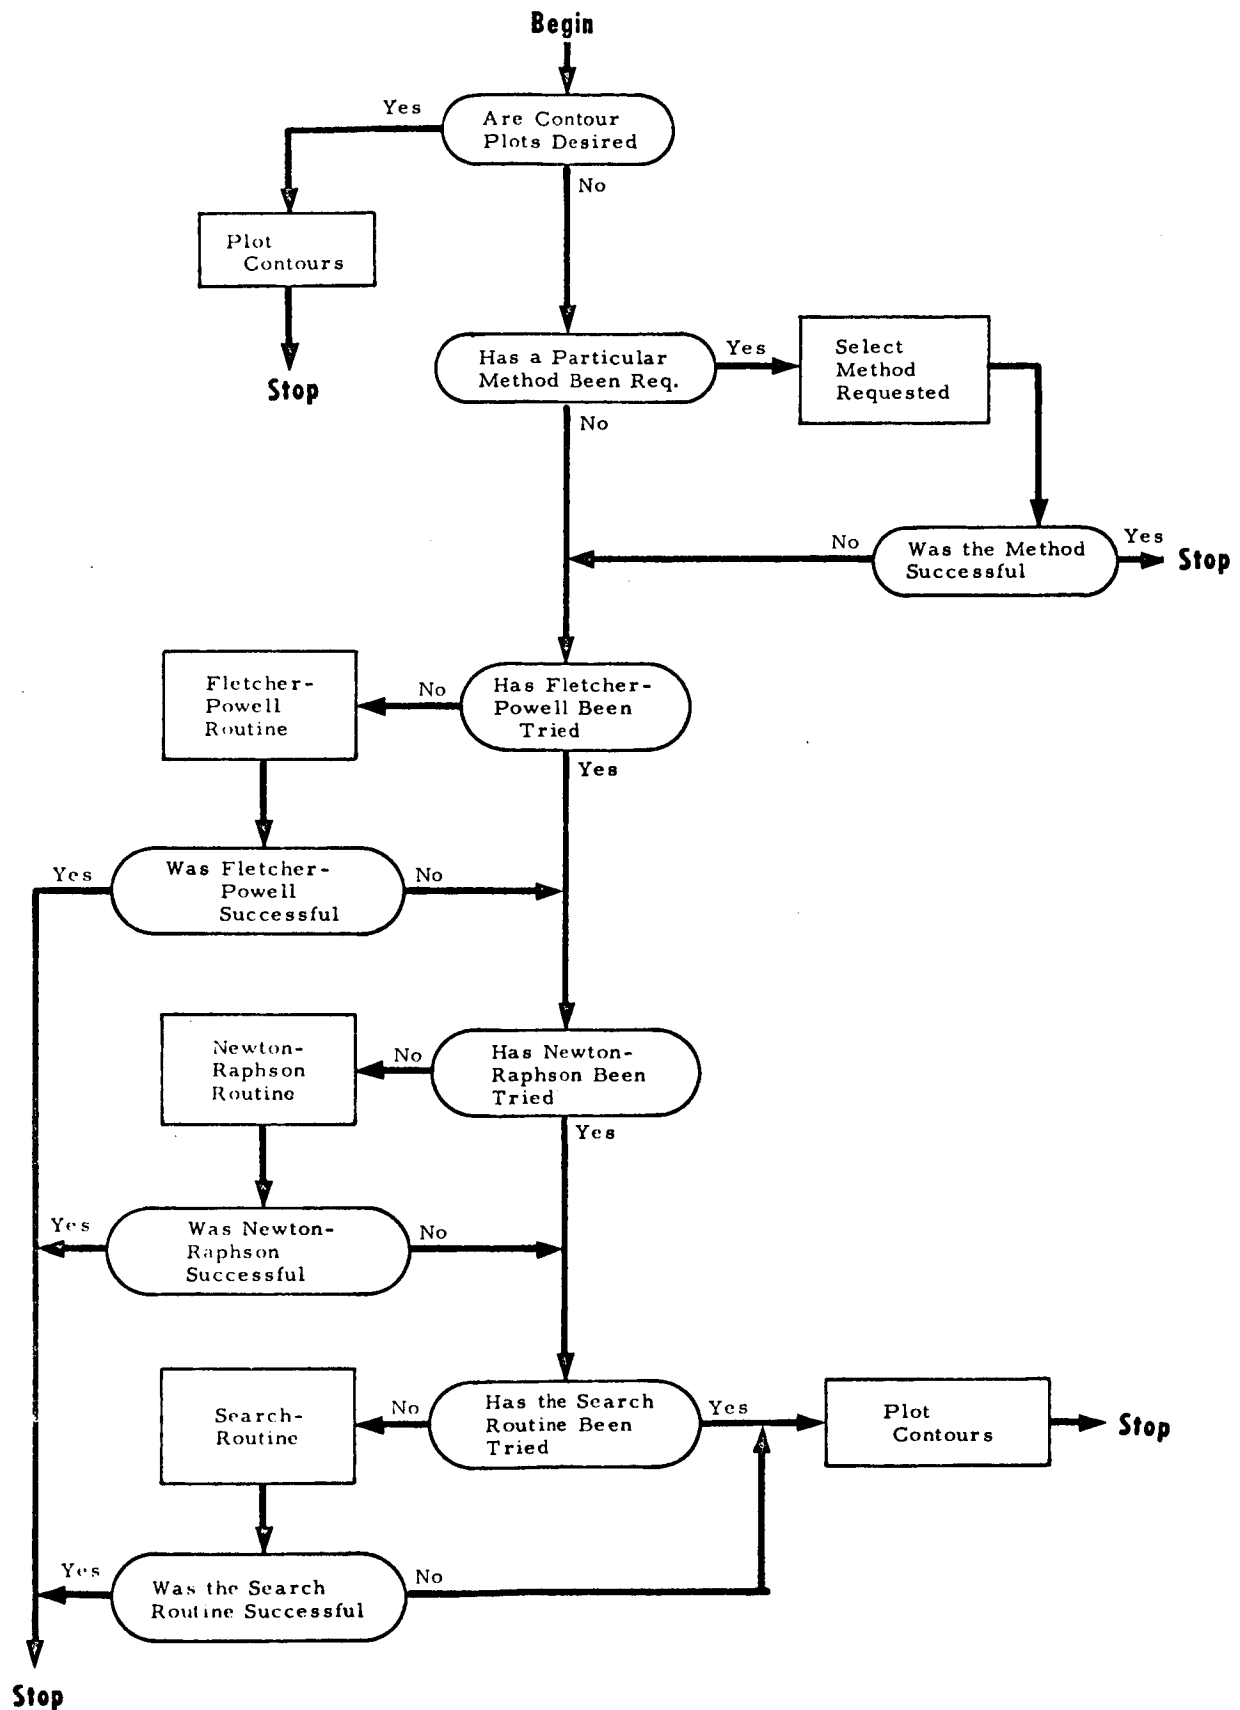 Begin
Yes
Are Contour
Plots Desired
No
Plot
Contours
Stop
Has a Particular
Method Been Req.
Yes
Select
Method
Requested
No
No
Was the Method
Successful
Yes
Stop
Fletcher-
Powell
Routine
No
Has Fletcher-
Powell Been
Tried
Yes
Yes
Was Fletcher-
Powell
Successful
No
Newton-
Raphson
Routine
No
Has Newton-
Raphson Been
Tried
Yes
Yes
Was Newton-
Raphson
Successful
No
Search-
Routine
No
Has the Search
Routine Been
Tried
Yes
Plot
Contours
Stop
Yes
Was the Search
Routine Successful
No
Stop